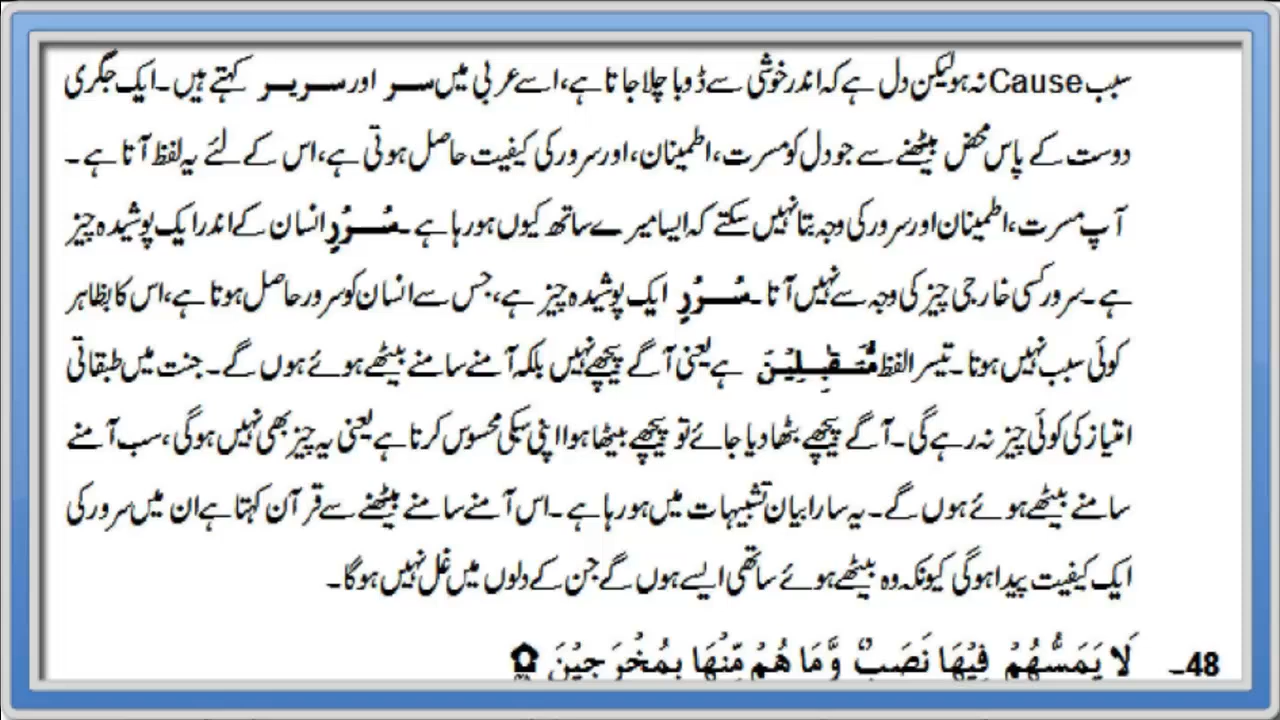 سبب Cause نہ ہو لیکن دل ہے کہ اندر خوشی سے ڈوبا چلا جاتا ہے، اسے عربی میں سر اور سریر کہتے ہیں۔ ایک جگری
دوست کے پاس محض بیٹھنے سے جو دل کو مسرت، اطمینان، اور سرور کی کیفیت حاصل ہوتی ہے، اس کے لئے یہ لفظ آتا ہے۔
آپ مسرت، اطمینان اور سرور کی وجہ بتا نہیں سکتے کہ ایسا میرے ساتھ کیوں ہو رہا ہے۔ سُرُرٍ انسان کے اندر ایک پوشیدہ چیز
ہے۔ سرور کسی خارجی چیز کی وجہ سے نہیں آتا۔ سُرُرٍ ایک پوشیدہ چیز ہے، جس سے انسان کو سرور حاصل ہوتا ہے، اس کا بظاہر
کوئی سبب نہیں ہوتا۔ تیسرا لفظ مُّتَقٰبِلِيْنَ ہے یعنی آگے پیچھے نہیں بلکہ آمنے سامنے بیٹھے ہوئے ہوں گے۔ جنت میں طبقاتی
امتیاز کی کوئی چیز نہ رہے گی۔ آگے پیچھے بٹھا دیا جائے تو پیچھے بیٹھا ہوا اپنی سبکی محسوس کرتا ہے یعنی یہ چیز بھی نہیں ہوگی، سب آمنے
سامنے بیٹھے ہوئے ہوں گے۔ یہ سارا بیان تشبیہات میں ہو رہا ہے۔ اس آمنے سامنے بیٹھنے سے قرآن کہتا ہے ان میں سرور کی
ایک کیفیت پیدا ہوگی کیونکہ وہ بیٹھے ہوئے ساتھی ایسے ہوں گے جن کے دلوں میں غل نہیں ہوگا۔
48۔ لَا يَمَسُّهُمْ فِيْهَا نَصَبٌ وَّمَا هُمْ مِّنْهَا بِمُخْرَجِيْنَ